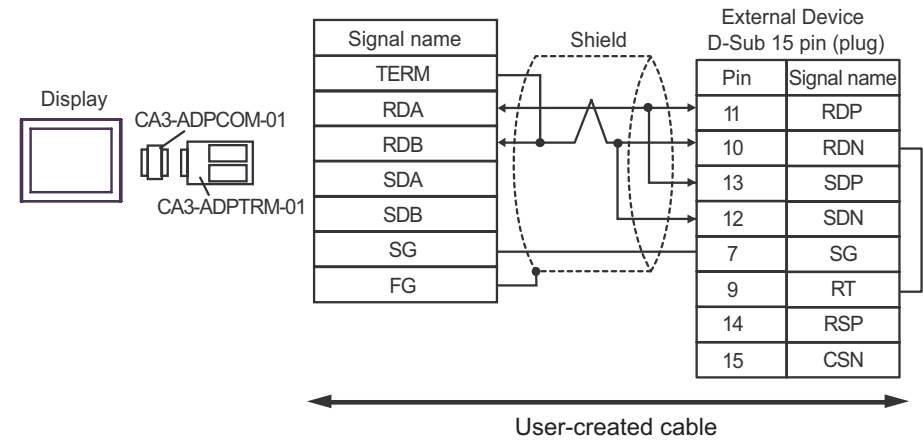 Display
CA3-ADPCOM-01
CA3-ADPTRM-01
Signal name
TERM
RDA
RDB
SDA
SDB
SG
FG
Shield
External Device
D-Sub 15 pin (plug)
Pin Signal name
11 RDP
10 RDN
13 SDP
12 SDN
7 SG
9 RT
14 RSP
15 CSN
User-created cable